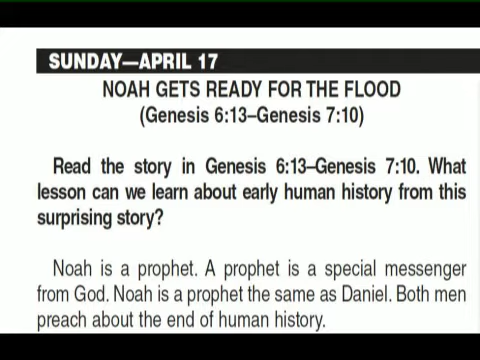 SUNDAY—APRIL 17
NOAH GETS READY FOR THE FLOOD
(Genesis 6:13–Genesis 7:10)
Read the story in Genesis 6:13–Genesis 7:10. What
lesson can we learn about early human history from this
surprising story?
Noah is a prophet. A prophet is a special messenger
from God. Noah is a prophet the same as Daniel. Both men
preach about the end of human history.